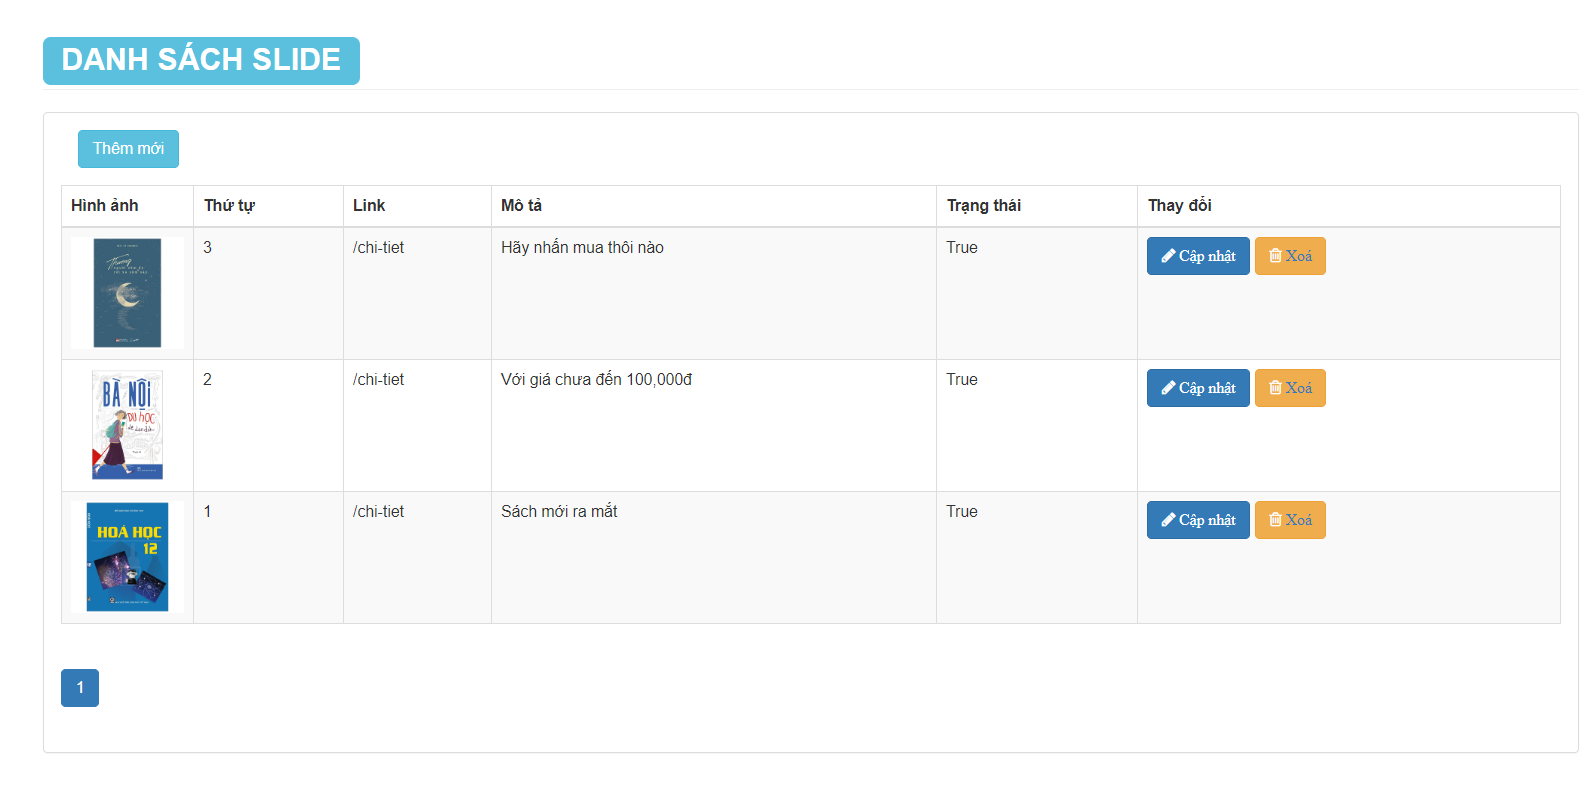 DANH SÁCH SLIDE
Thêm mới
Hình ảnh Thứ tự Link Mô tả Trạng thái Thay đổi
3 /chi-tiet Hãy nhấn mua thôi nào True Cập nhật Xoá
Thương
2 /chi-tiet Với giá chưa đến 100,000đ True Cập nhật Xoá
BÀ NỘI
DU HỌC
1 /chi-tiet Sách mới ra mắt True Cập nhật Xoá
HOÁ HỌC
12
1